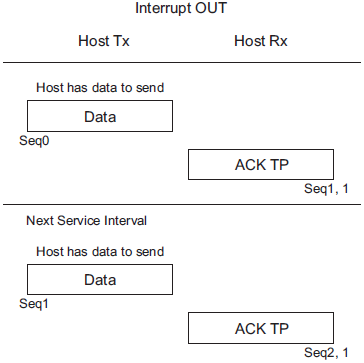 Interrupt OUT
Host Tx Host Rx
Host has data to send
Data
Seq0
ACK TP
Seq1, 1
Next Service Interval
Host has data to send
Data
Seq1
ACK TP
Seq2, 1